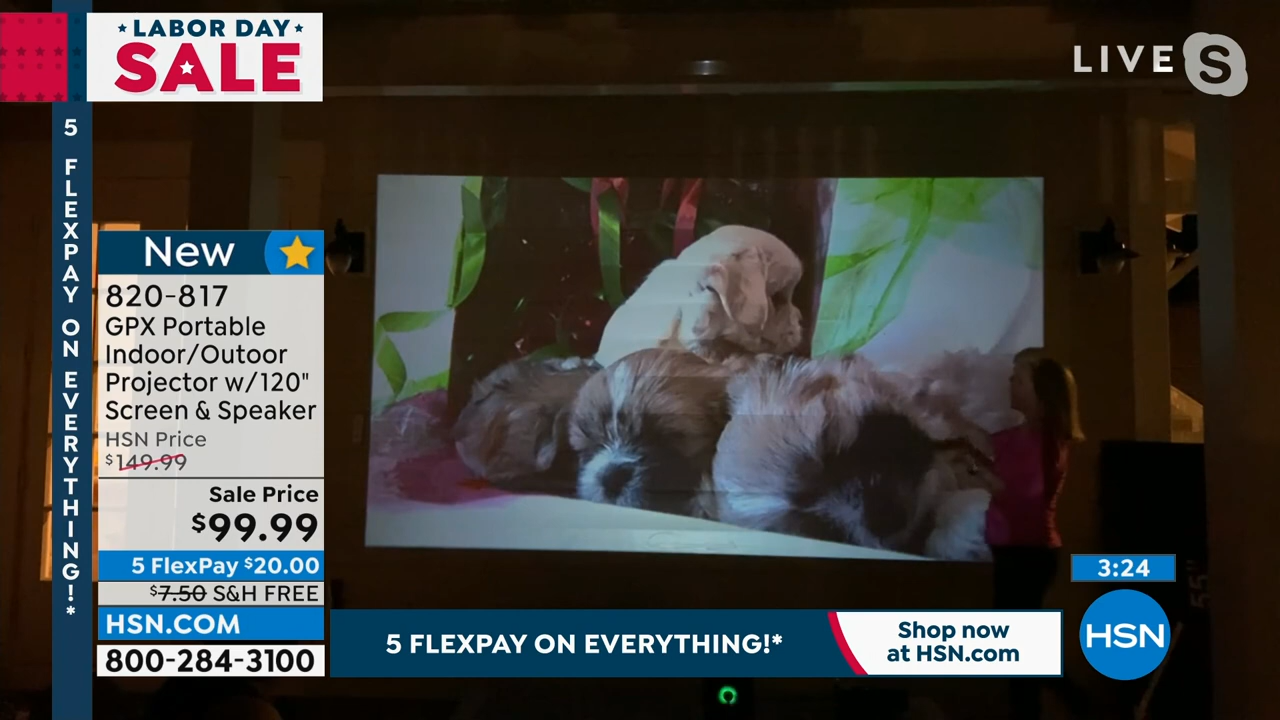 LABOR DAY
SALE
LIVE S
5 FLEXPAY ON EVERYTHING!*
New
820-817
GPX Portable
Indoor/Outoor
Projector w/120"
Screen & Speaker
HSN Price
$149.99
Sale Price
$99.99
5 FlexPay $20.00
$7.50 S&H FREE
HSN.COM
800-284-3100
5 FLEXPAY ON EVERYTHING!*
Shop now
at HSN.com
3:24
HSN